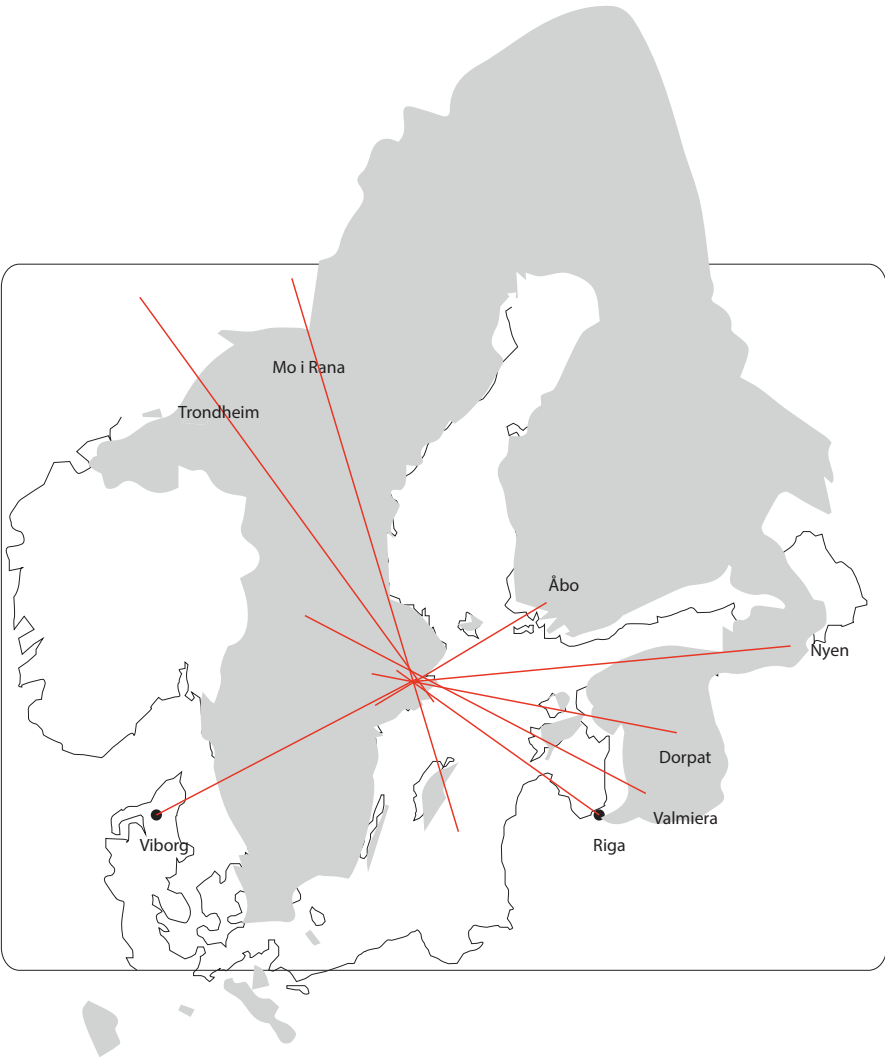 Mo i Rana
Trondheim
Åbo
Nyen
Dorpat
Valmiera
Viborg
Riga